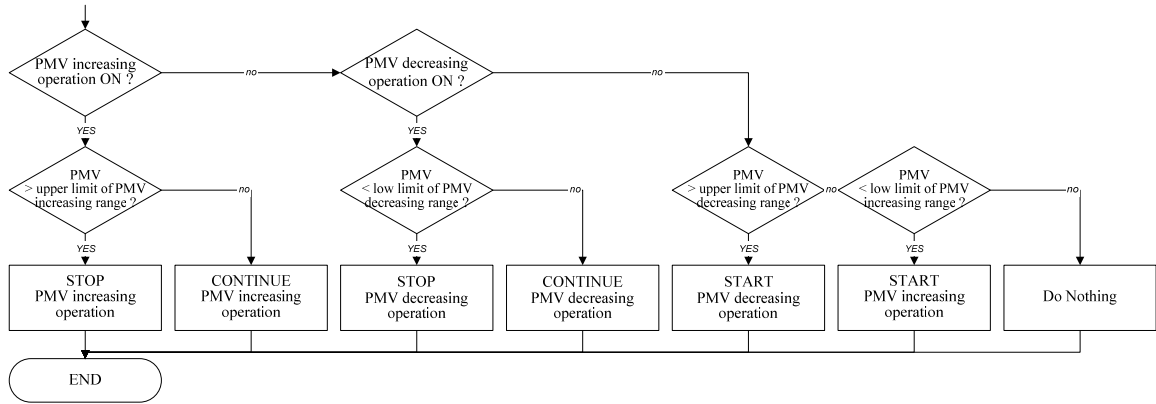 PMV increasing
operation ON ?
no
PMV decreasing
operation ON ?
no
YES
YES
PMV
> upper limit of PMV
increasing range ?
no
PMV
< low limit of PMV
decreasing range ?
no
PMV
> upper limit of PMV
decreasing range ?
no
PMV
< low limit of PMV
increasing range ?
no
YES
YES
YES
YES
STOP
PMV increasing
operation
CONTINUE
PMV increasing
operation
STOP
PMV decreasing
operation
CONTINUE
PMV decreasing
operation
START
PMV decreasing
operation
START
PMV increasing
operation
Do Nothing
END